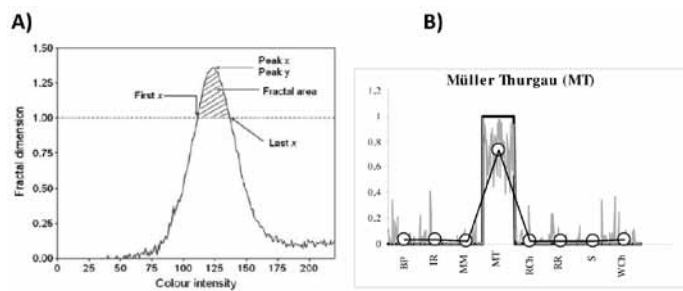 A)
B)
Fractal dimension
1.50
1.25
1.00
0.75
0.50
0.25
0.00
Peak x
Peak y
First x
Fractal area
Last x
0
25
50
75
100
125
150
175
200
Colour intensity
Müller Thurgau (MT)
1,2
1
0,8
0,6
0,4
0,2
0
BP
IR
MM
MT
RCh
RR
S
WCh